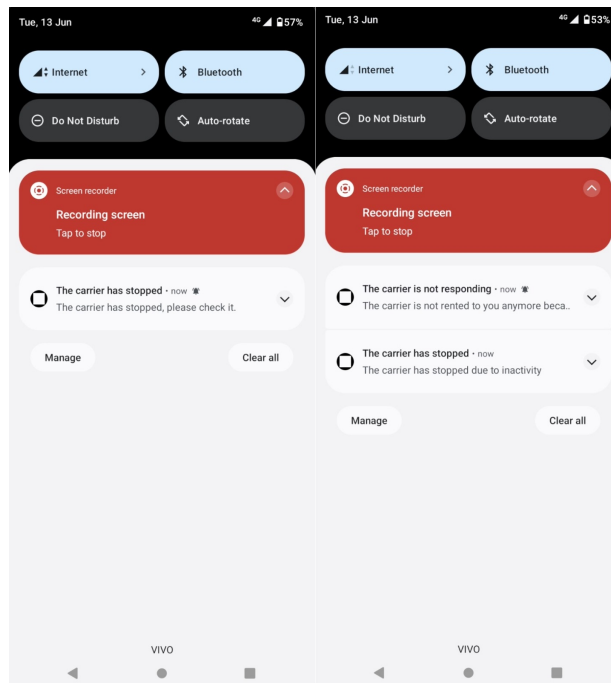 Tue, 13 Jun 4G 57%
Internet Bluetooth
Do Not Disturb Auto-rotate
Screen recorder
Recording screen
Tap to stop
The carrier has stopped • now
The carrier has stopped, please check it.
Manage Clear all
VIVO
Tue, 13 Jun 4G 53%
Internet Bluetooth
Do Not Disturb Auto-rotate
Screen recorder
Recording screen
Tap to stop
The carrier is not responding • now
The carrier is not rented to you anymore beca..
The carrier has stopped • now
The carrier has stopped due to inactivity
Manage Clear all
VIVO